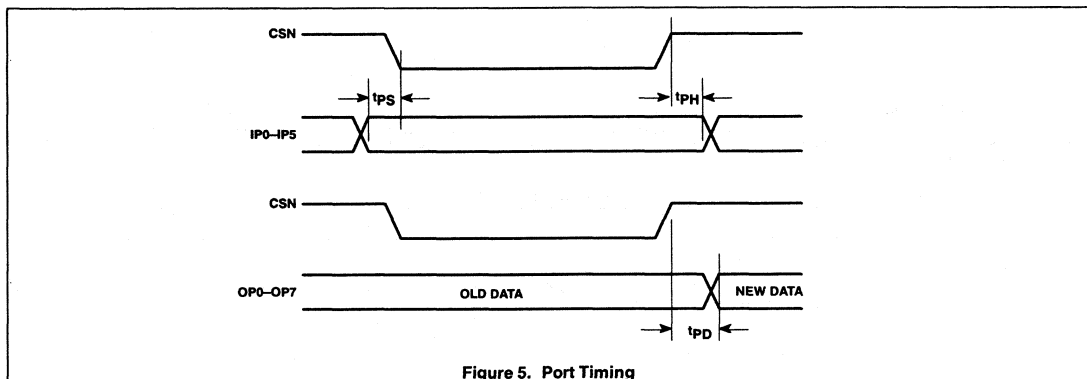 CSN
tPS
tPH
IP0–IP5
CSN
OP0–OP7
OLD DATA
NEW DATA
tPD
Figure 5. Port Timing